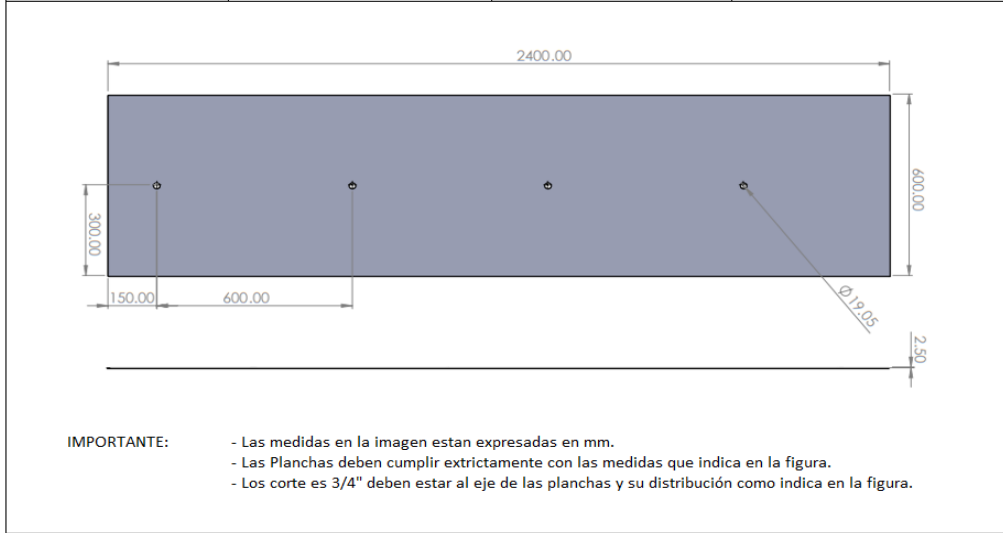 2400.00
600.00
300.00
150.00
600.00
Ø19.05
2.50
IMPORTANTE:
- Las medidas en la imagen estan expresadas en mm.
- Las Planchas deben cumplir extrictamente con las medidas que indica en la figura.
- Los corte es 3/4" deben estar al eje de las planchas y su distribución como indica en la figura.